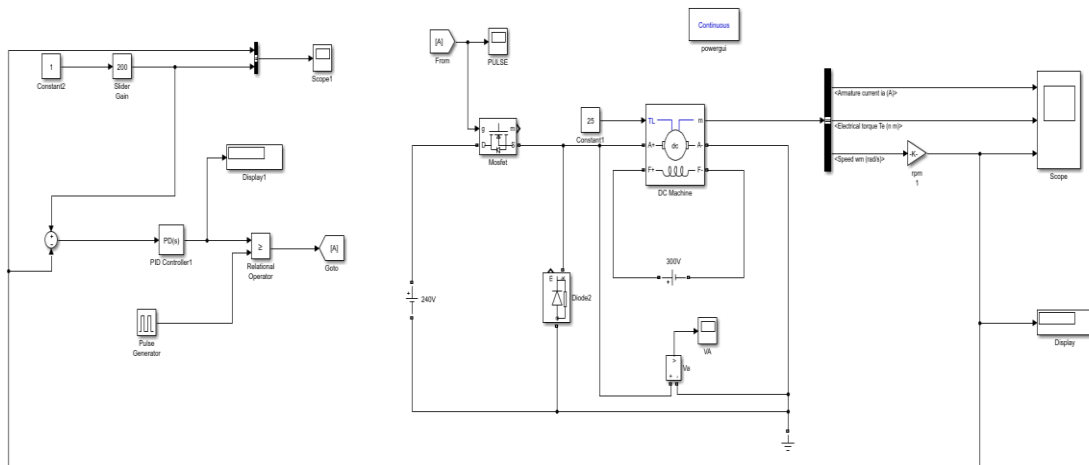 1
Constant2
200
Slider
Gain
Scope1
Display1
+
-
PD(s)
PID Controller1
≥
Relational
Operator
[A]
Goto
Pulse
Generator
[A]
From
PULSE
Continuous
powergui
g
m
D
S
Mosfet
25
Constant1
TL
m
A+
dc
A-
F+
F-
DC Machine
300V
+
+
240V
Diode2
VA
Va
+
-
<Armature current ia (A)>
<Electrical torque Te (n m)>
<Speed wm (rad/s)>
-K-
rpm
1
Scope
Display